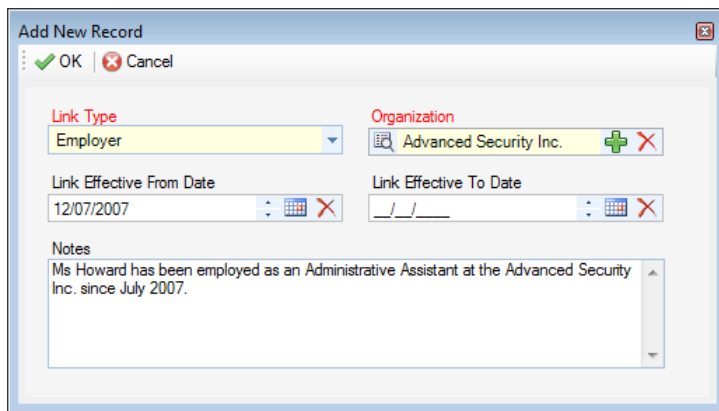 Add New Record
OK Cancel
Link Type Organization
Employer Advanced Security Inc.
Link Effective From Date Link Effective To Date
12/07/2007 __/__/____
Notes
Ms Howard has been employed as an Administrative Assistant at the Advanced Security
Inc. since July 2007.